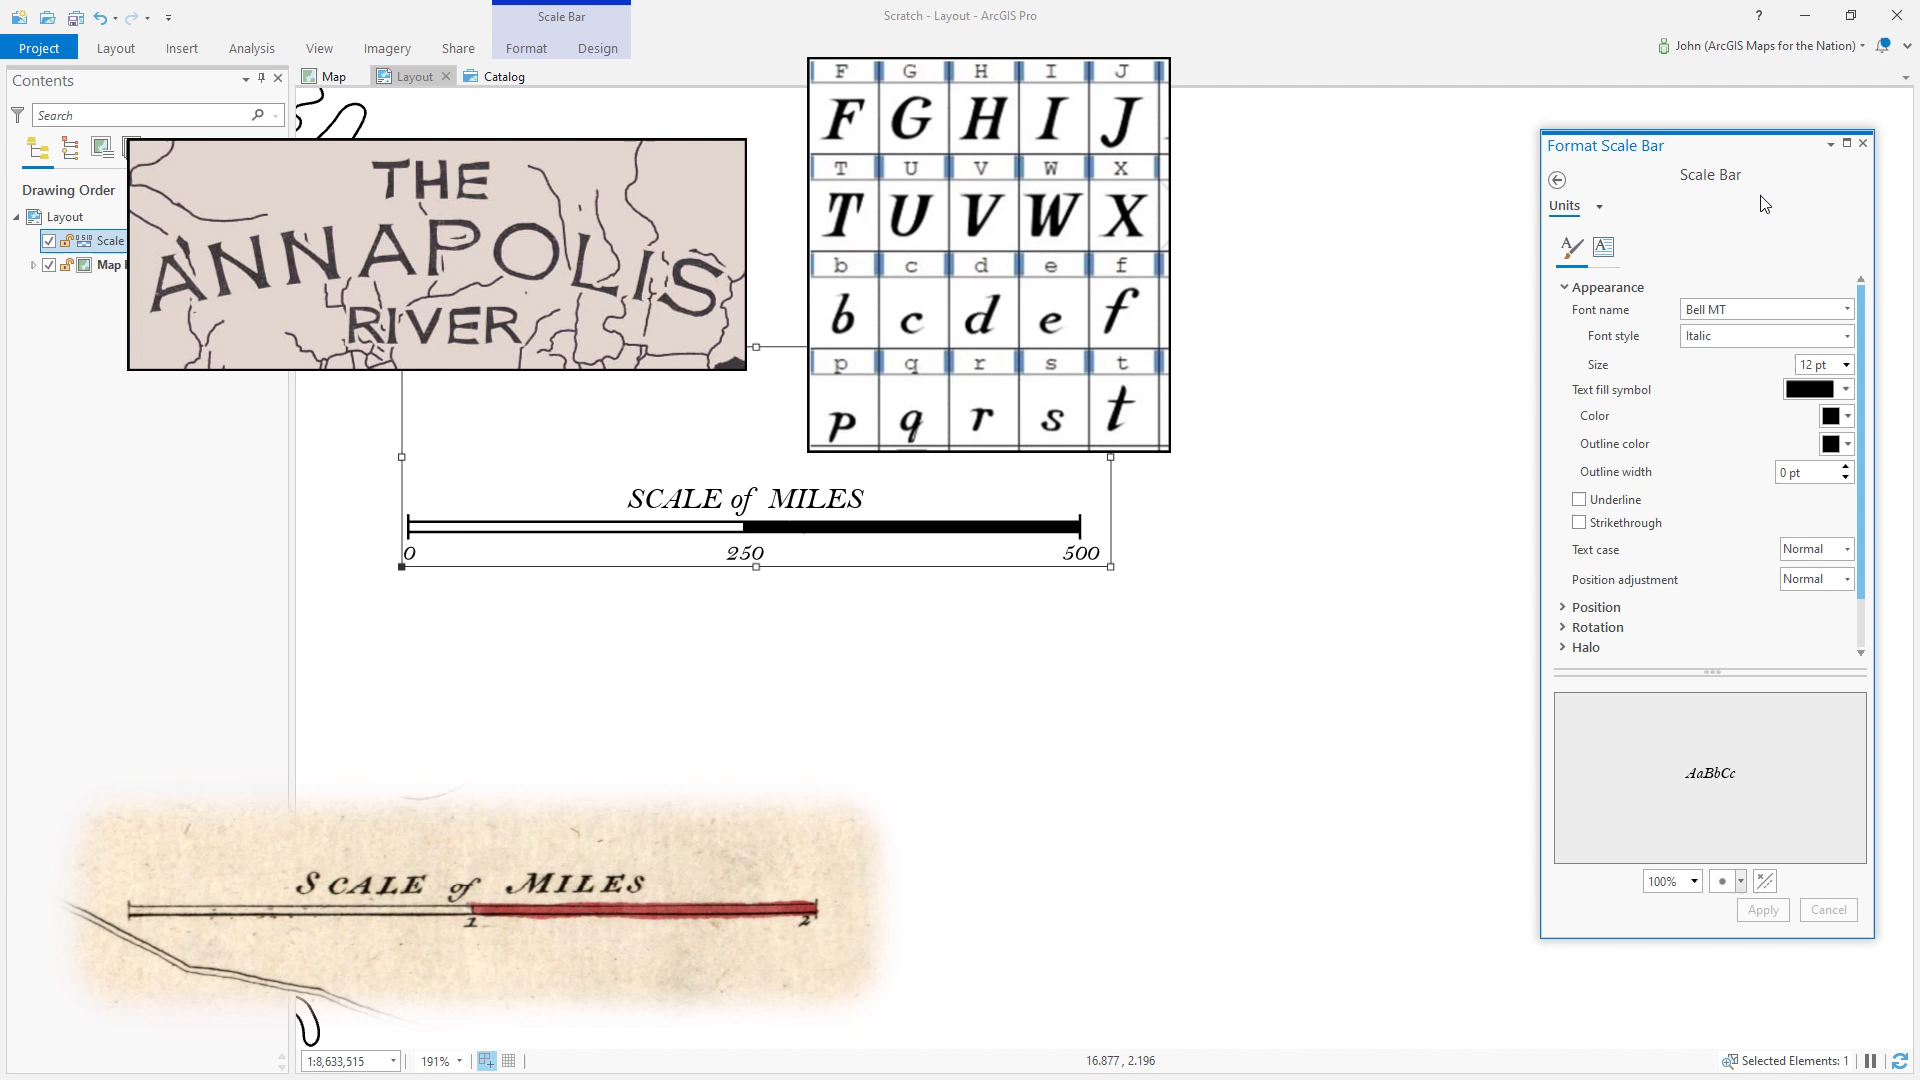 Scale Bar
Scratch - Layout - ArcGIS Pro
?
Project
Layout
Insert
Analysis
View
Imagery
Share
Format
Design
John (ArcGIS Maps for the Nation)
Contents
Map
Layout
Catalog
Search
Drawing Order
Layout
Scale
Map
THE
ANNAPOLIS
RIVER
F G H I J
F G H I J
T U V W X
T U V W X
b c d e f
b c d e f
p q r s t
p q r s t
SCALE of MILES
0 250 500
SCALE of MILES
1 2
Format Scale Bar
Scale Bar
Units
Appearance
Font name Bell MT
Font style Italic
Size 12 pt
Text fill symbol
Color
Outline color
Outline width 0 pt
Underline
Strikethrough
Text case Normal
Position adjustment Normal
Position
Rotation
Halo
AaBbCc
100%
Apply Cancel
1:8,633,515
191%
16.877 , 2.196
Selected Elements: 1